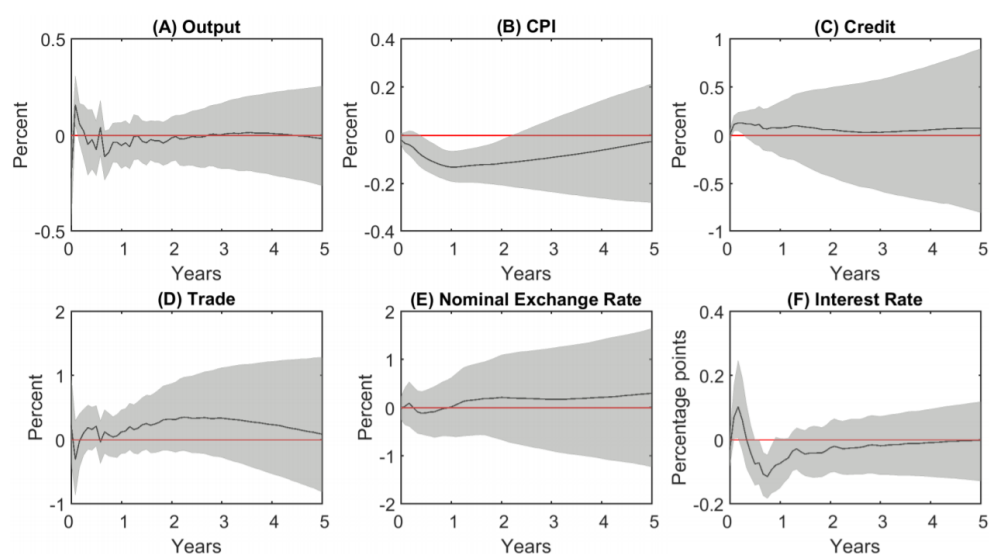 (A) Output
0.5
0
-0.5
Percent
0 1 2 3 4 5
Years
(B) CPI
0.4
0.2
0
-0.2
-0.4
Percent
0 1 2 3 4 5
Years
(C) Credit
1
0.5
0
-0.5
-1
Percent
0 1 2 3 4 5
Years
(D) Trade
2
1
0
-1
Percent
0 1 2 3 4 5
Years
(E) Nominal Exchange Rate
2
1
0
-1
-2
Percent
0 1 2 3 4 5
Years
(F) Interest Rate
0.4
0.2
0
-0.2
Percentage points
0 1 2 3 4 5
Years